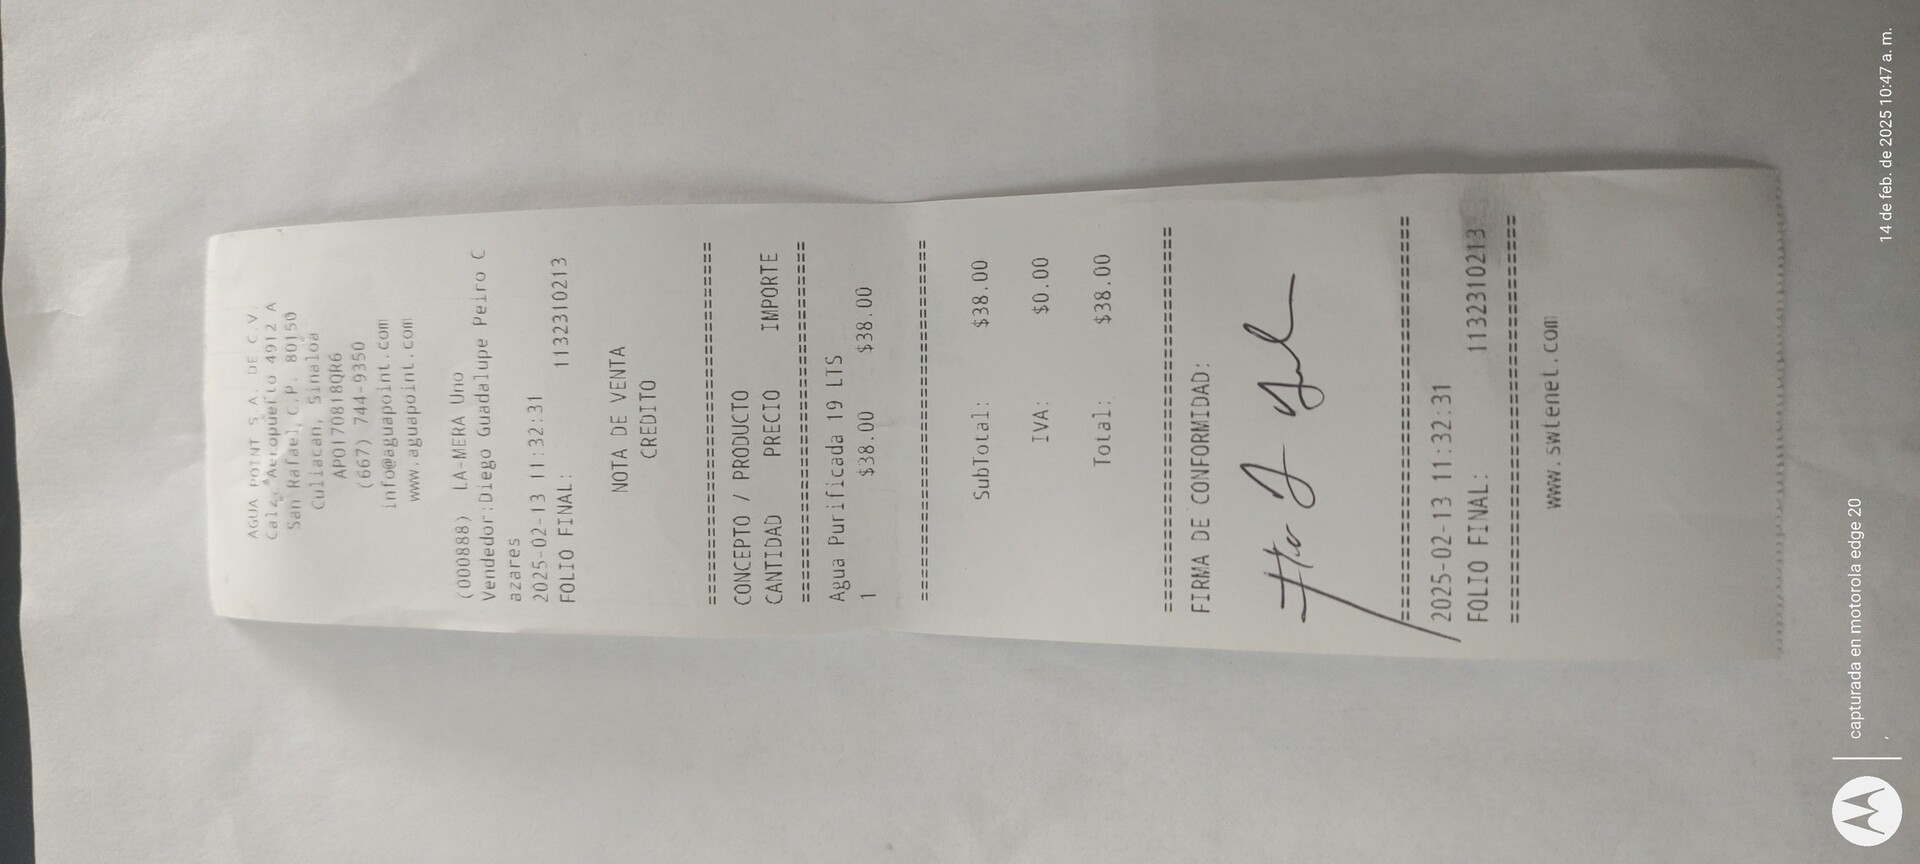 AGUA POINT S.A. DE C.V.
Calz. Aeropuerto 4912 A
San Rafael, C.P. 80150
Culiacan, Sinaloa
APO170818QR6
(667) 744-9350
info@aguapoint.com
www.aguapoint.com
(000888) LA-MERA Uno
Vendedor:Diego Guadalupe Peiro C
azares
2025-02-13 11:32:31
FOLIO FINAL: 1132310213
NOTA DE VENTA
CREDITO
================================
CONCEPTO / PRODUCTO
CANTIDAD PRECIO IMPORTE
================================
Agua Purificada 19 LTS
1 $38.00 $38.00
================================
SubTotal: $38.00
IVA: $0.00
Total: $38.00
================================
FIRMA DE CONFORMIDAD:
================================
2025-02-13 11:32:31
FOLIO FINAL: 1132310213
================================
www.swtenet.com
capturada en motorola edge 20
14 de feb. de 2025 10:47 a. m.